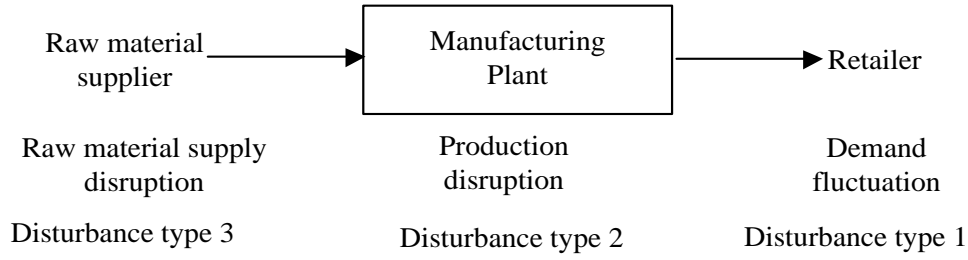 Raw material
supplier
Manufacturing
Plant
Retailer
Raw material supply
disruption
Production
disruption
Demand
fluctuation
Disturbance type 3
Disturbance type 2
Disturbance type 1